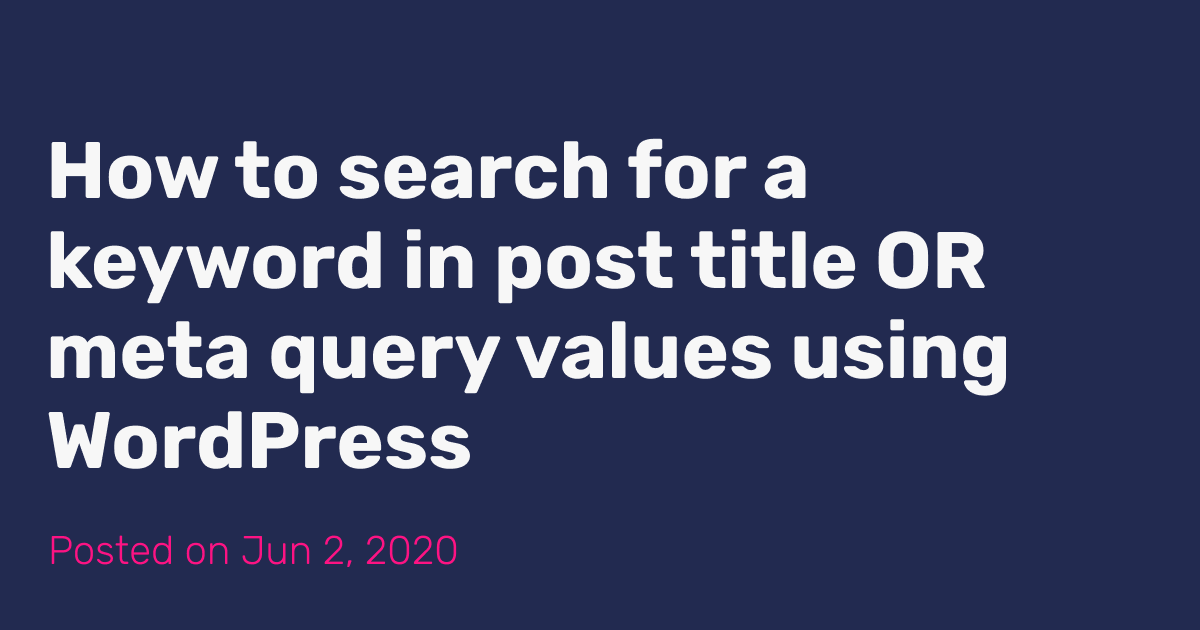 How to search for a
keyword in post title OR
meta query values using
WordPress
Posted on Jun 2, 2020